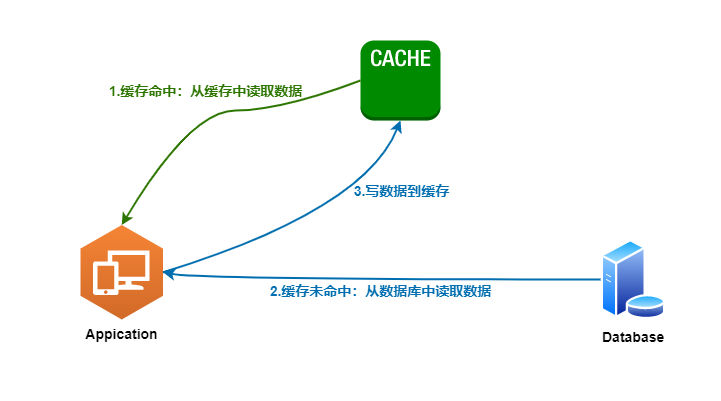 CACHE
1.缓存命中：从缓存中读取数据
3.写数据到缓存
2.缓存未命中：从数据库中读取数据
Appication
Database